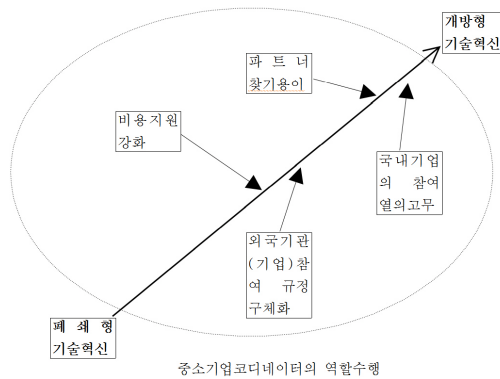 개방형
기술혁신
파트너
찾기용이
비용지원
강화
국내기업
의 참여
열의고무
외국기관
(기업)참
여 규정
구체화
폐쇄형
기술혁신
중소기업코디네이터의 역할수행